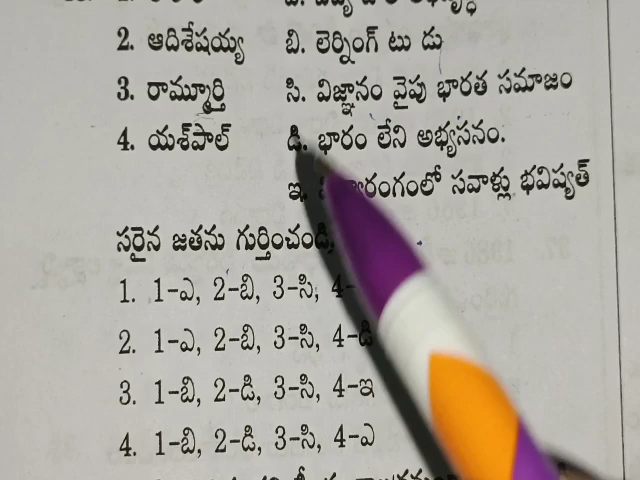 2. ఆదిశేషయ్య బి. లెర్నింగ్ టు డు
3. రామ్మూర్తి సి. విజ్ఞానం వైపు భారత సమాజం
4. యశ్‌పాల్ డి. భారం లేని అభ్యసనం.
ఇ. సవాళ్లు భవిష్యత్
సరైన జతను గుర్తించండి.
1. 1-ఎ, 2-బి, 3-సి, 4-
2. 1-ఎ, 2-బి, 3-సి, 4-డి
3. 1-బి, 2-డి, 3-సి, 4-ఇ
4. 1-బి, 2-డి, 3-సి, 4-ఎ